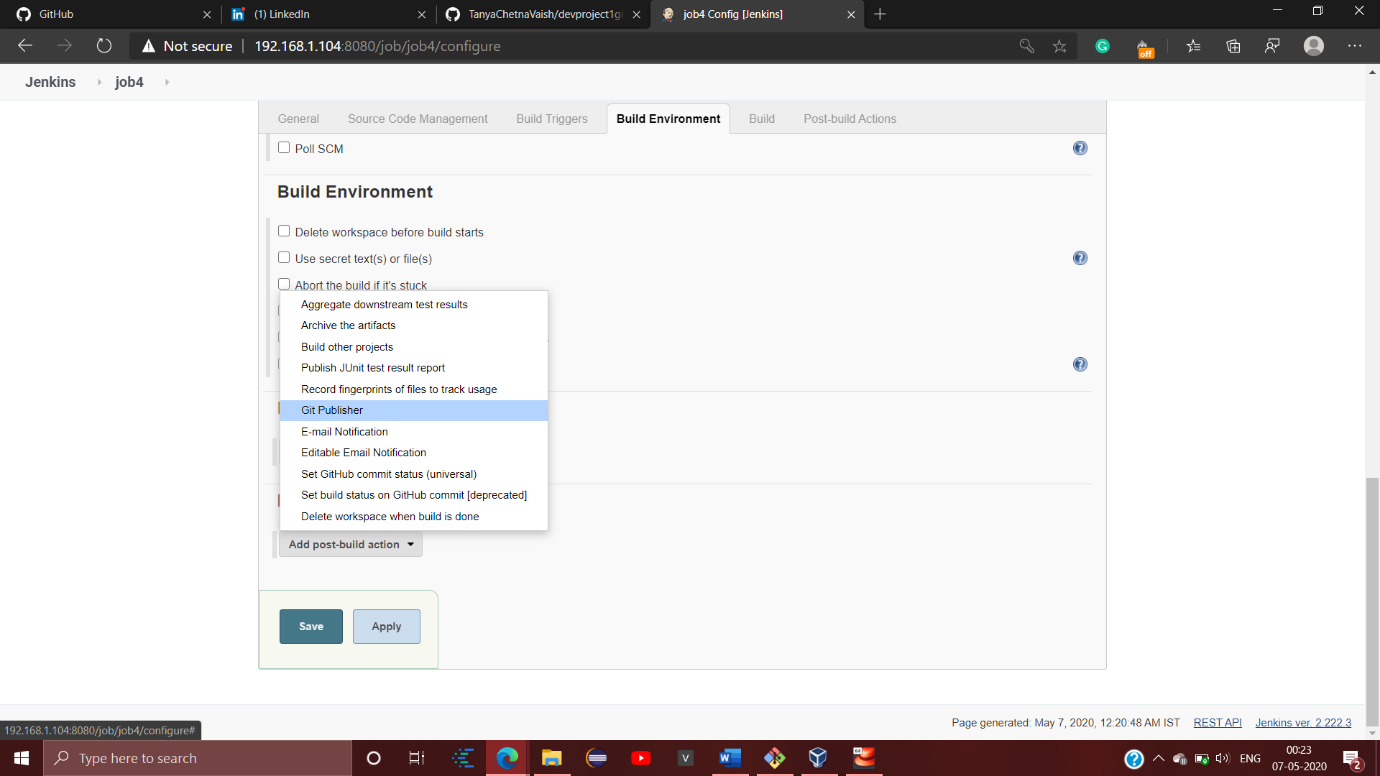 GitHub
(1) LinkedIn
TanyaChetnaVaish/devproject1gi
job4 Config [Jenkins]
Not secure
192.168.1.104:8080/job/job4/configure
off
Jenkins
job4
General
Source Code Management
Build Triggers
Build Environment
Build
Post-build Actions
Poll SCM
Build Environment
Delete workspace before build starts
Use secret text(s) or file(s)
Abort the build if it's stuck
Aggregate downstream test results
Archive the artifacts
Build other projects
Publish JUnit test result report
Record fingerprints of files to track usage
Git Publisher
E-mail Notification
Editable Email Notification
Set GitHub commit status (universal)
Set build status on GitHub commit [deprecated]
Delete workspace when build is done
Add post-build action
Save
Apply
Page generated: May 7, 2020, 12:20:48 AM IST
REST API
Jenkins ver. 2.222.3
192.168.1.104:8080/job/job4/configure#
Type here to search
ENG
00:23
07-05-2020
2